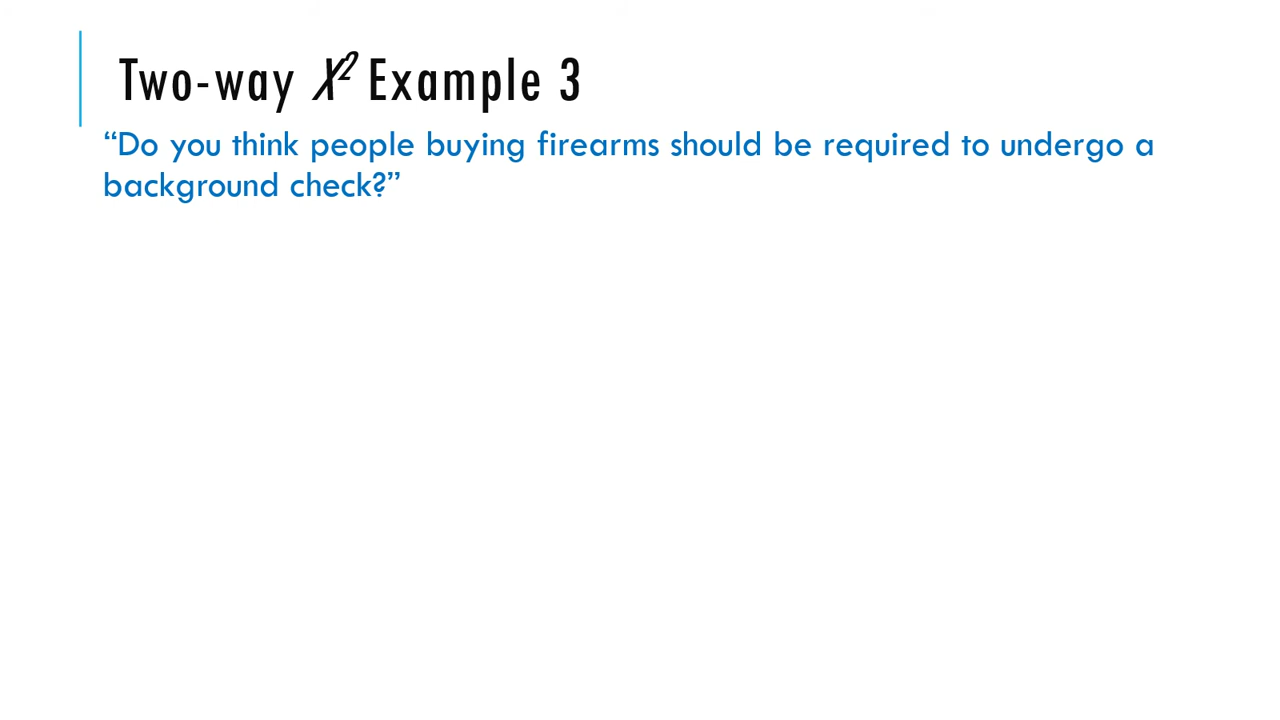 Two-way X² Example 3
“Do you think people buying firearms should be required to undergo a
background check?”